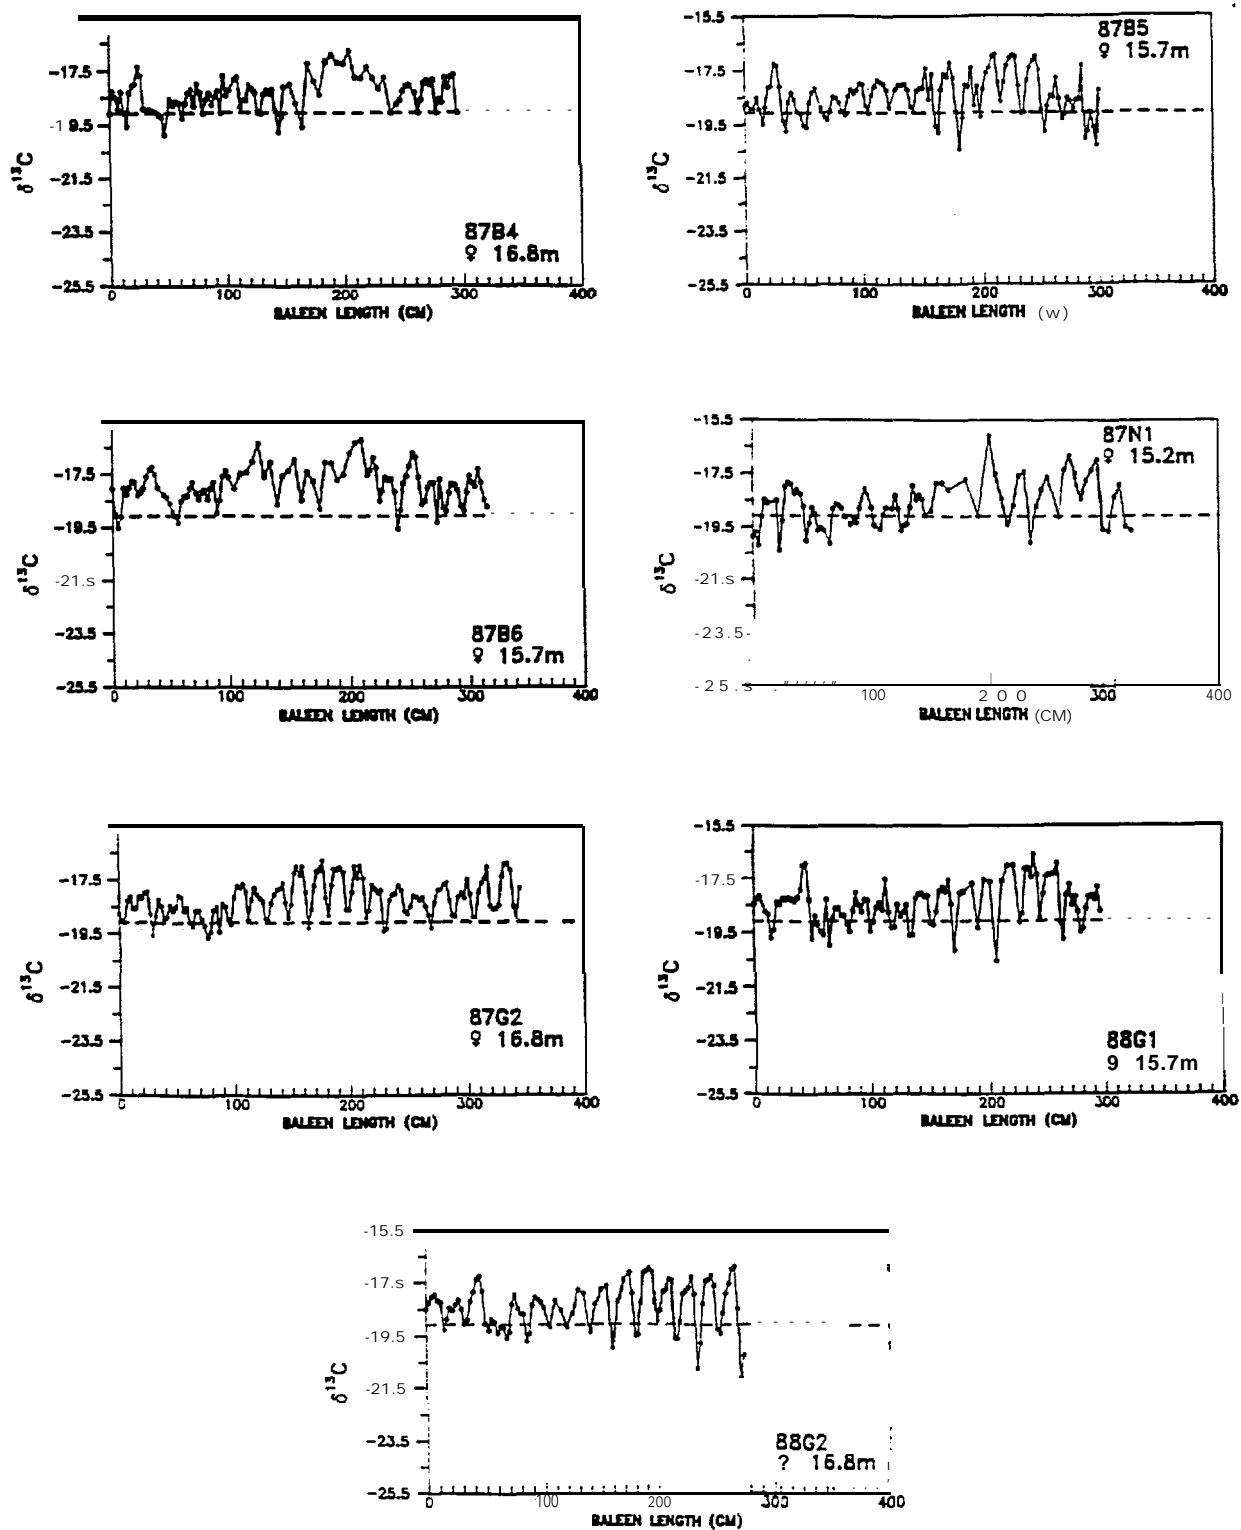 -17.5
-19.5
-21.5
-23.5
-25.5
δ¹³C
87B4
♀ 16.8m
0 100 200 300 400
BALEEN LENGTH (CM)
-15.5
-17.5
-19.5
-21.5
-23.5
-25.5
δ¹³C
87B5
♀ 15.7m
0 100 200 300 400
BALEEN LENGTH (w)
-17.5
-19.5
-21.s
-23.5
-25.5
δ¹³C
87B6
♀ 15.7m
0 100 200 300 400
BALEEN LENGTH (CM)
-15.5
-17.5
-19.5
-21.s
-23.5-
-25.s
δ¹³C
87N1
♀ 15.2m
100 200 300 400
BALEEN LENGTH (CM)
-17.5
-19.5
-21.5
-23.5
-25.5
δ¹³C
87G2
♀ 16.8m
0 100 200 300 400
BALEEN LENGTH (CM)
-15.5
-17.5
-19.5
-21.5
-23.5
-25.5
δ¹³C
88G1
9 15.7m
0 100 200 300 400
BALEEN LENGTH (CM)
-15.5
-17.s
-19.5
-21.5
-23.5
-25.5
δ¹³C
88G2
? 16.8m
0 100 200 300 400
BALEEN LENGTH (CM)